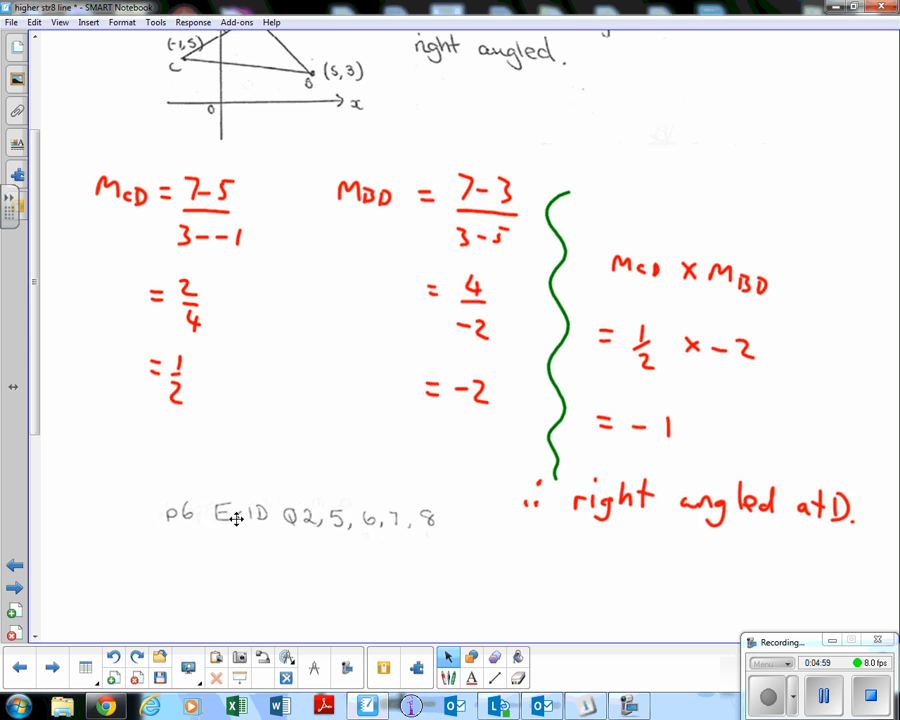 higher str8 line * - SMART Notebook
File Edit View Insert Format Tools Response Add-ons Help
(-1,5)
C
B (5,3)
0 x
right angled.
MCD = 7-5
3--1
= 2/4
= 1/2
MBD = 7-3
3-5
= 4
-2
= -2
MCD x MBD
= 1/2 x -2
= -1
∴ right angled at D.
p6 Ex1D Q2, 5, 6, 7, 8
Recording...
Menu 04:59 8.0 fps